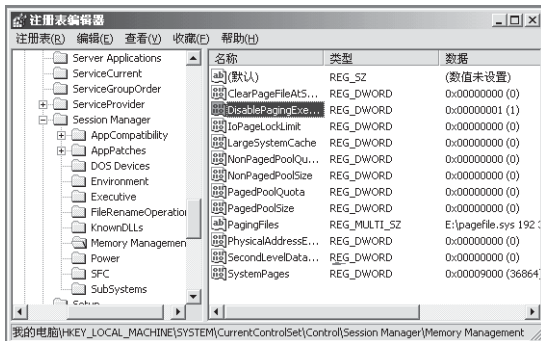 注册表编辑器
注册表(R) 编辑(E) 查看(V) 收藏(F) 帮助(H)
Server Applications
ServiceCurrent
ServiceGroupOrder
ServiceProvider
Session Manager
AppCompatibility
AppPatches
DOS Devices
Environment
Executive
FileRenameOperation
KnownDLLs
Memory Managemen
Power
SFC
SubSystems
名称 类型 数据
(默认) REG_SZ (数值未设置)
ClearPageFileAtS... REG_DWORD 0x00000000 (0)
DisablePagingExe... REG_DWORD 0x00000001 (1)
IoPageLockLimit REG_DWORD 0x00000000 (0)
LargeSystemCache REG_DWORD 0x00000000 (0)
NonPagedPoolQu... REG_DWORD 0x00000000 (0)
NonPagedPoolSize REG_DWORD 0x00000000 (0)
PagedPoolQuota REG_DWORD 0x00000000 (0)
PagedPoolSize REG_DWORD 0x00000000 (0)
PagingFiles REG_MULTI_SZ E:\pagefile.sys 192
PhysicalAddressE... REG_DWORD 0x00000000 (0)
SecondLevelData... REG_DWORD 0x00000000 (0)
SystemPages REG_DWORD 0x00009000 (36864)
我的电脑\HKEY_LOCAL_MACHINE\SYSTEM\CurrentControlSet\Control\Session Manager\Memory Management